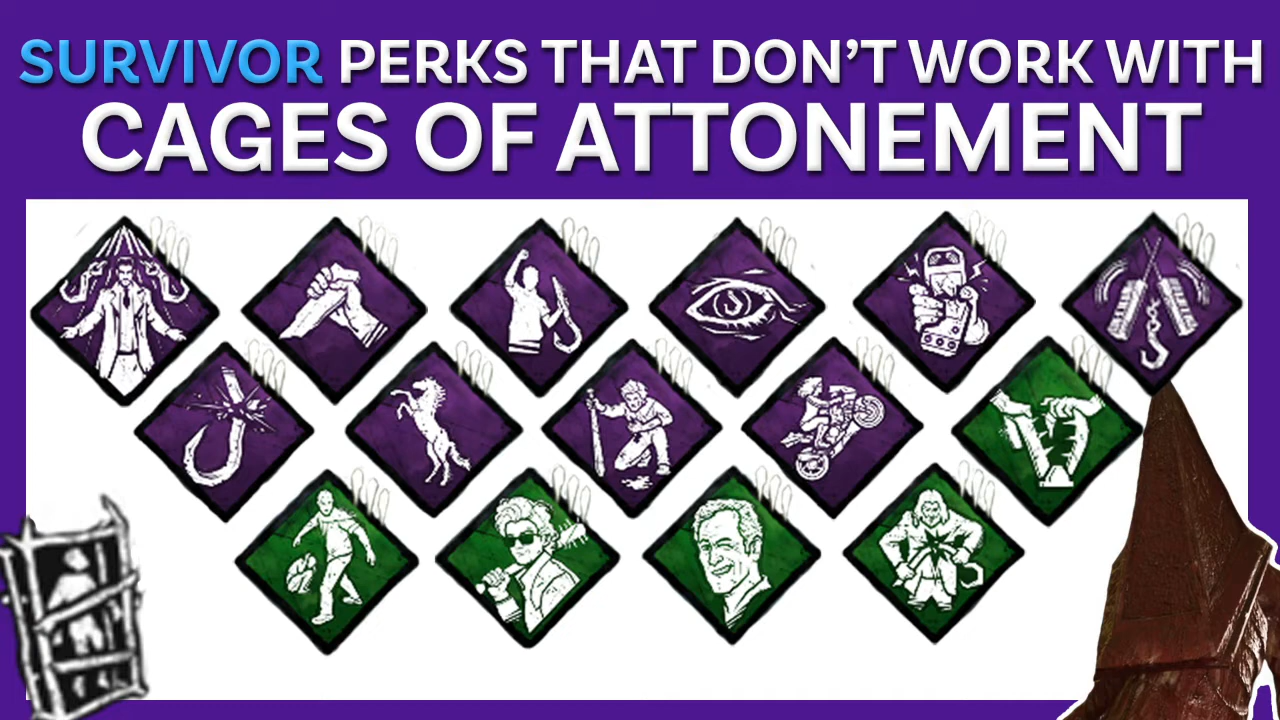 SURVIVOR PERKS THAT DON'T WORK WITH
CAGES OF ATTONEMENT